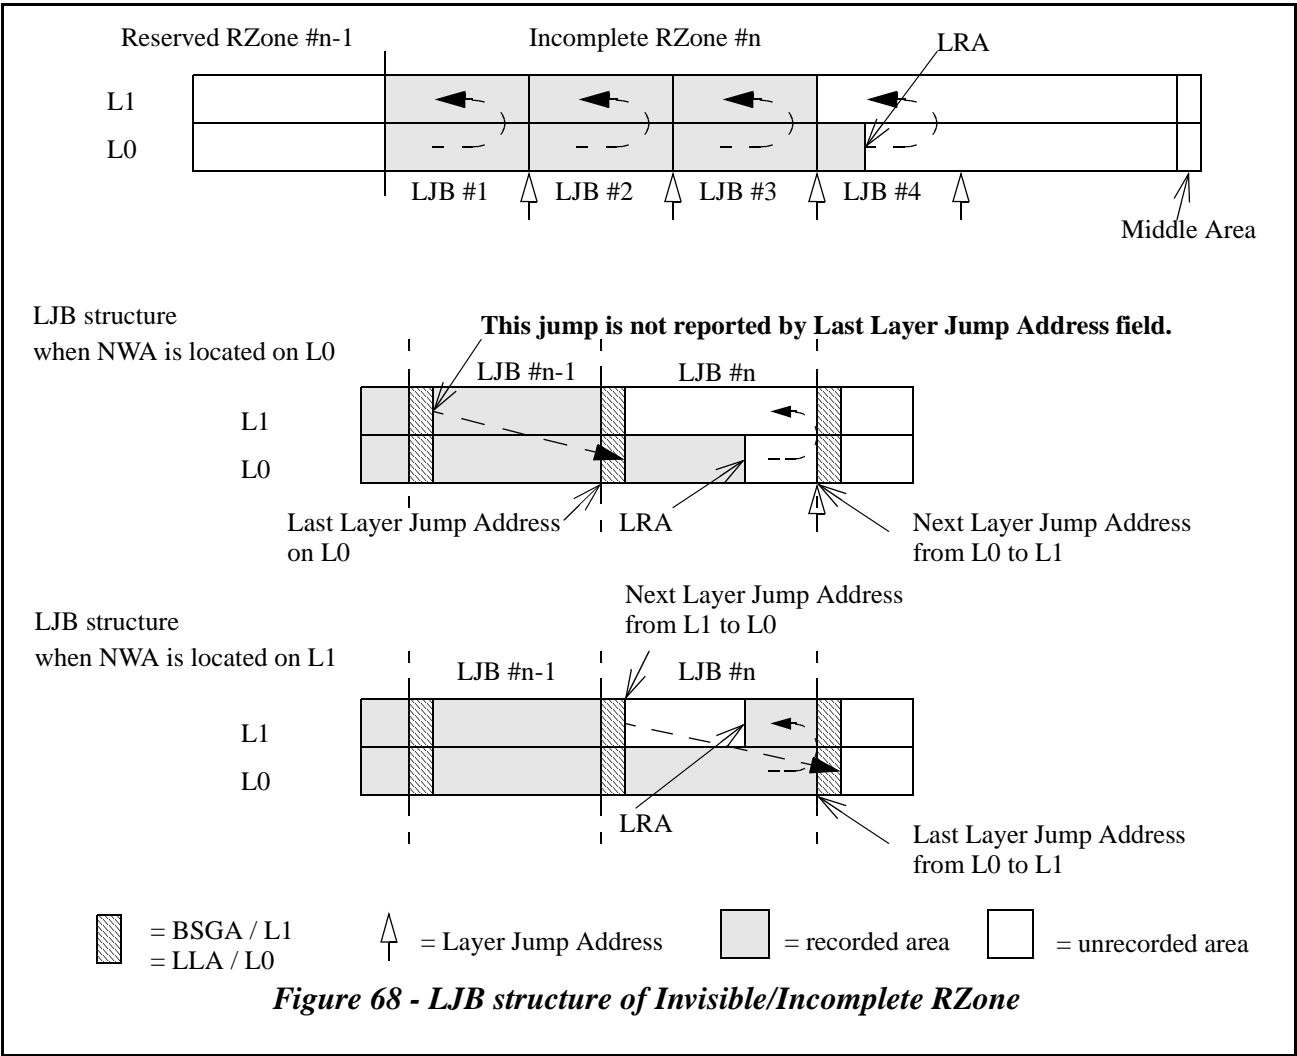 Reserved RZone #n-1
Incomplete RZone #n
LRA
L1
L0
LJB #1
LJB #2
LJB #3
LJB #4
Middle Area
LJB structure
when NWA is located on L0
This jump is not reported by Last Layer Jump Address field.
LJB #n-1
LJB #n
L1
L0
Last Layer Jump Address
on L0
LRA
Next Layer Jump Address
from L0 to L1
Next Layer Jump Address
from L1 to L0
LJB structure
when NWA is located on L1
LJB #n-1
LJB #n
L1
L0
LRA
Last Layer Jump Address
from L0 to L1
= BSGA / L1
= LLA / L0
= Layer Jump Address
= recorded area
= unrecorded area
Figure 68 - LJB structure of Invisible/Incomplete RZone